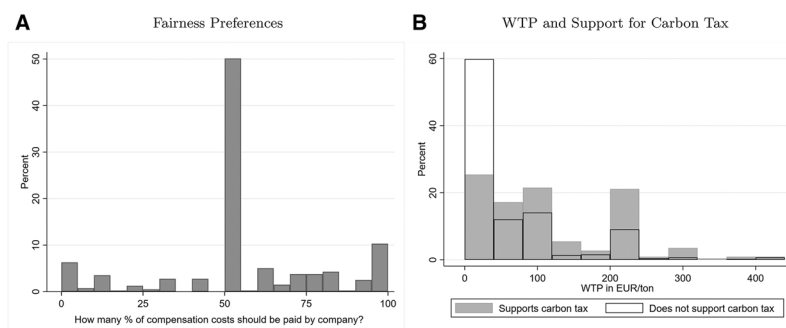 A
Fairness Preferences
Percent
50
40
30
20
10
0
0
25
50
75
100
How many % of compensation costs should be paid by company?
B
WTP and Support for Carbon Tax
Percent
60
40
20
0
0
100
200
300
400
WTP in EUR/ton
Supports carbon tax
Does not support carbon tax